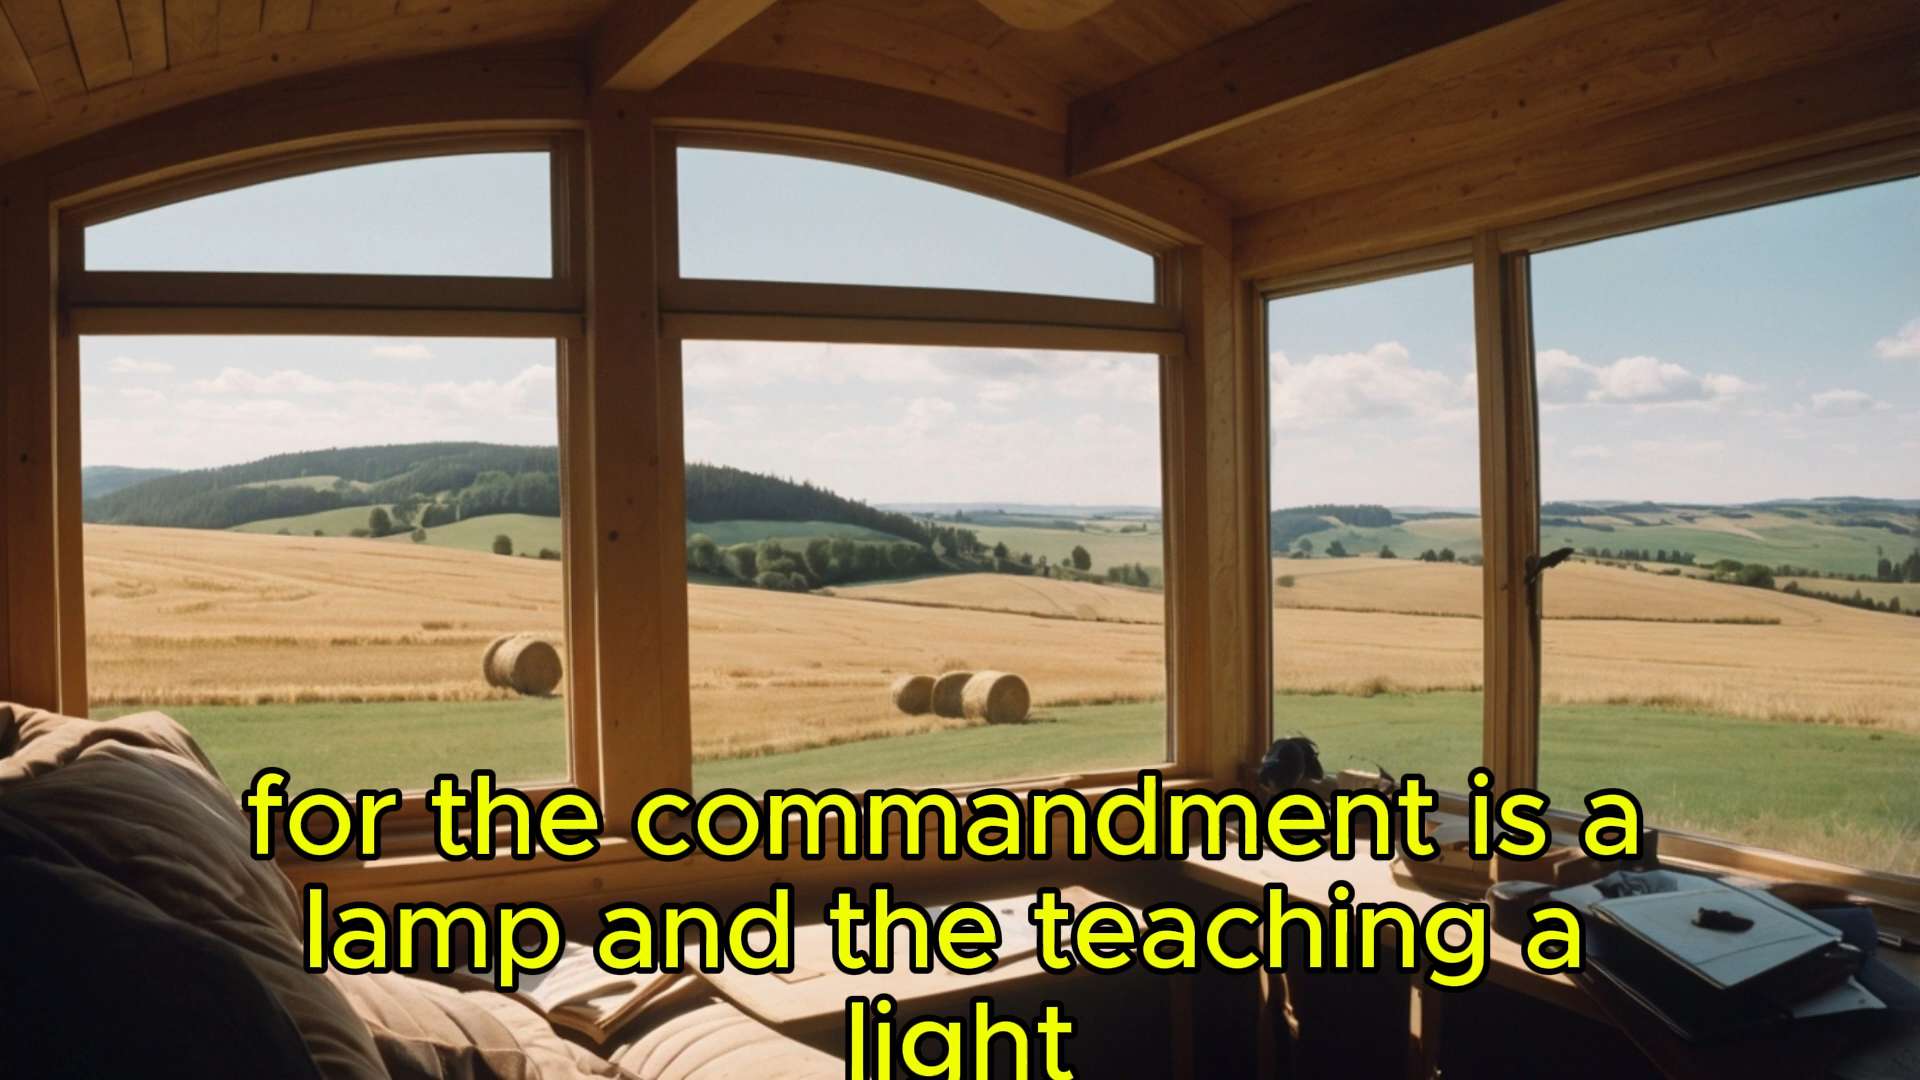 for the commandment is a
lamp and the teaching a
light